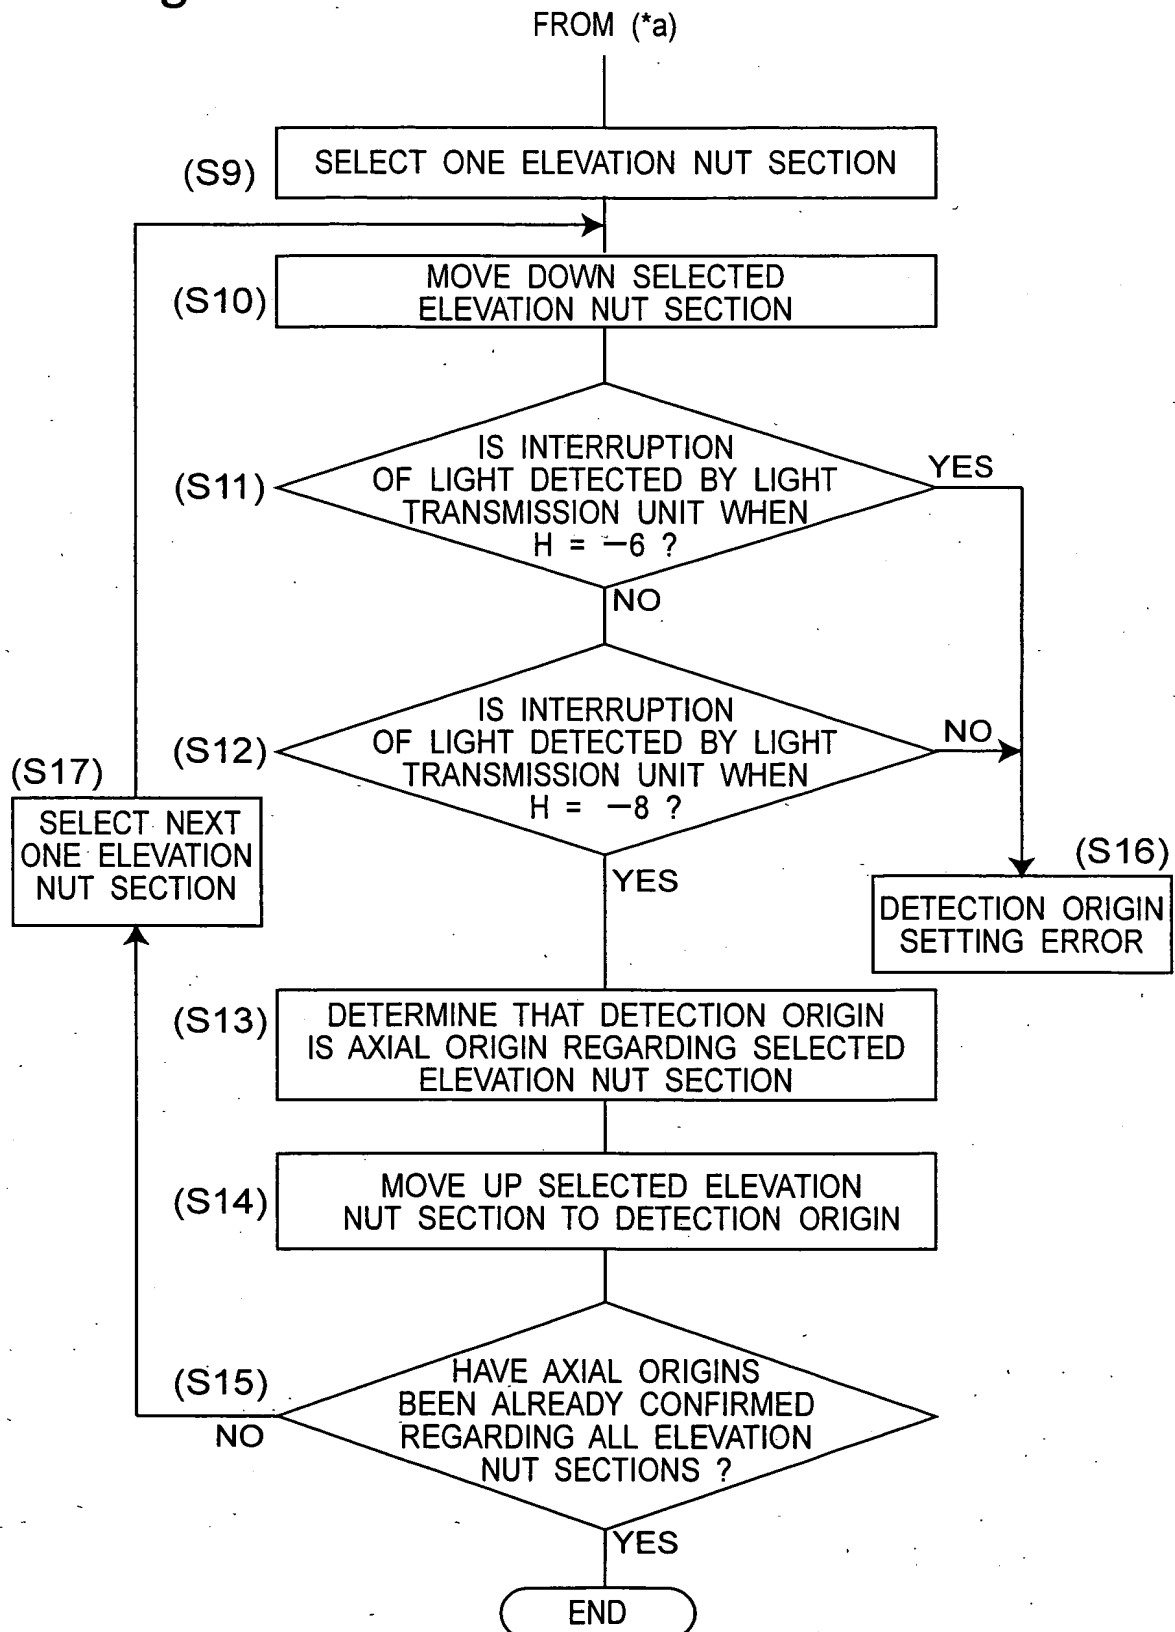 FROM (*a)
(S9)
SELECT ONE ELEVATION NUT SECTION
(S10)
MOVE DOWN SELECTED
ELEVATION NUT SECTION
(S11)
IS INTERRUPTION
OF LIGHT DETECTED BY LIGHT
TRANSMISSION UNIT WHEN
H = −6 ?
YES
NO
(S12)
IS INTERRUPTION
OF LIGHT DETECTED BY LIGHT
TRANSMISSION UNIT WHEN
H = −8 ?
NO
YES
(S17)
SELECT NEXT
ONE ELEVATION
NUT SECTION
(S16)
DETECTION ORIGIN
SETTING ERROR
(S13)
DETERMINE THAT DETECTION ORIGIN
IS AXIAL ORIGIN REGARDING SELECTED
ELEVATION NUT SECTION
(S14)
MOVE UP SELECTED ELEVATION
NUT SECTION TO DETECTION ORIGIN
(S15)
HAVE AXIAL ORIGINS
BEEN ALREADY CONFIRMED
REGARDING ALL ELEVATION
NUT SECTIONS ?
NO
YES
END